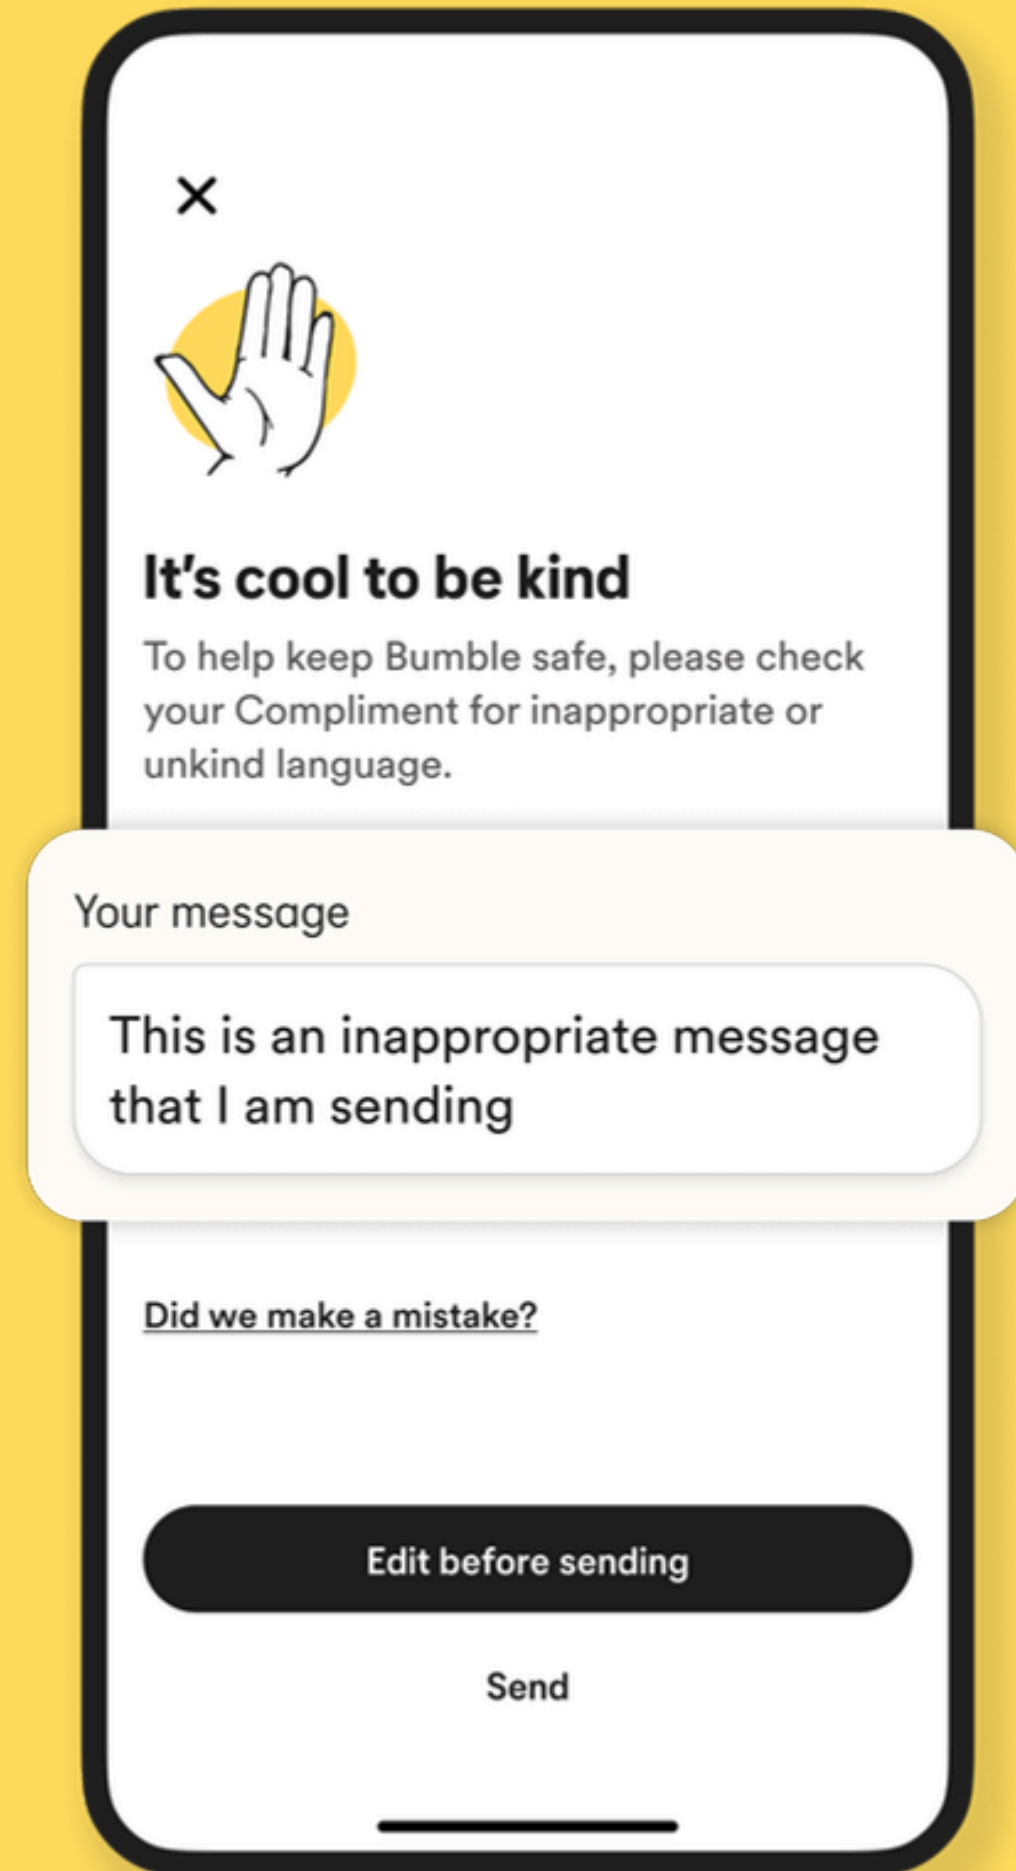 It's cool to be kind
To help keep Bumble safe, please check
your Compliment for inappropriate or
unkind language.
Your message
This is an inappropriate message
that I am sending
Did we make a mistake?
Edit before sending
Send